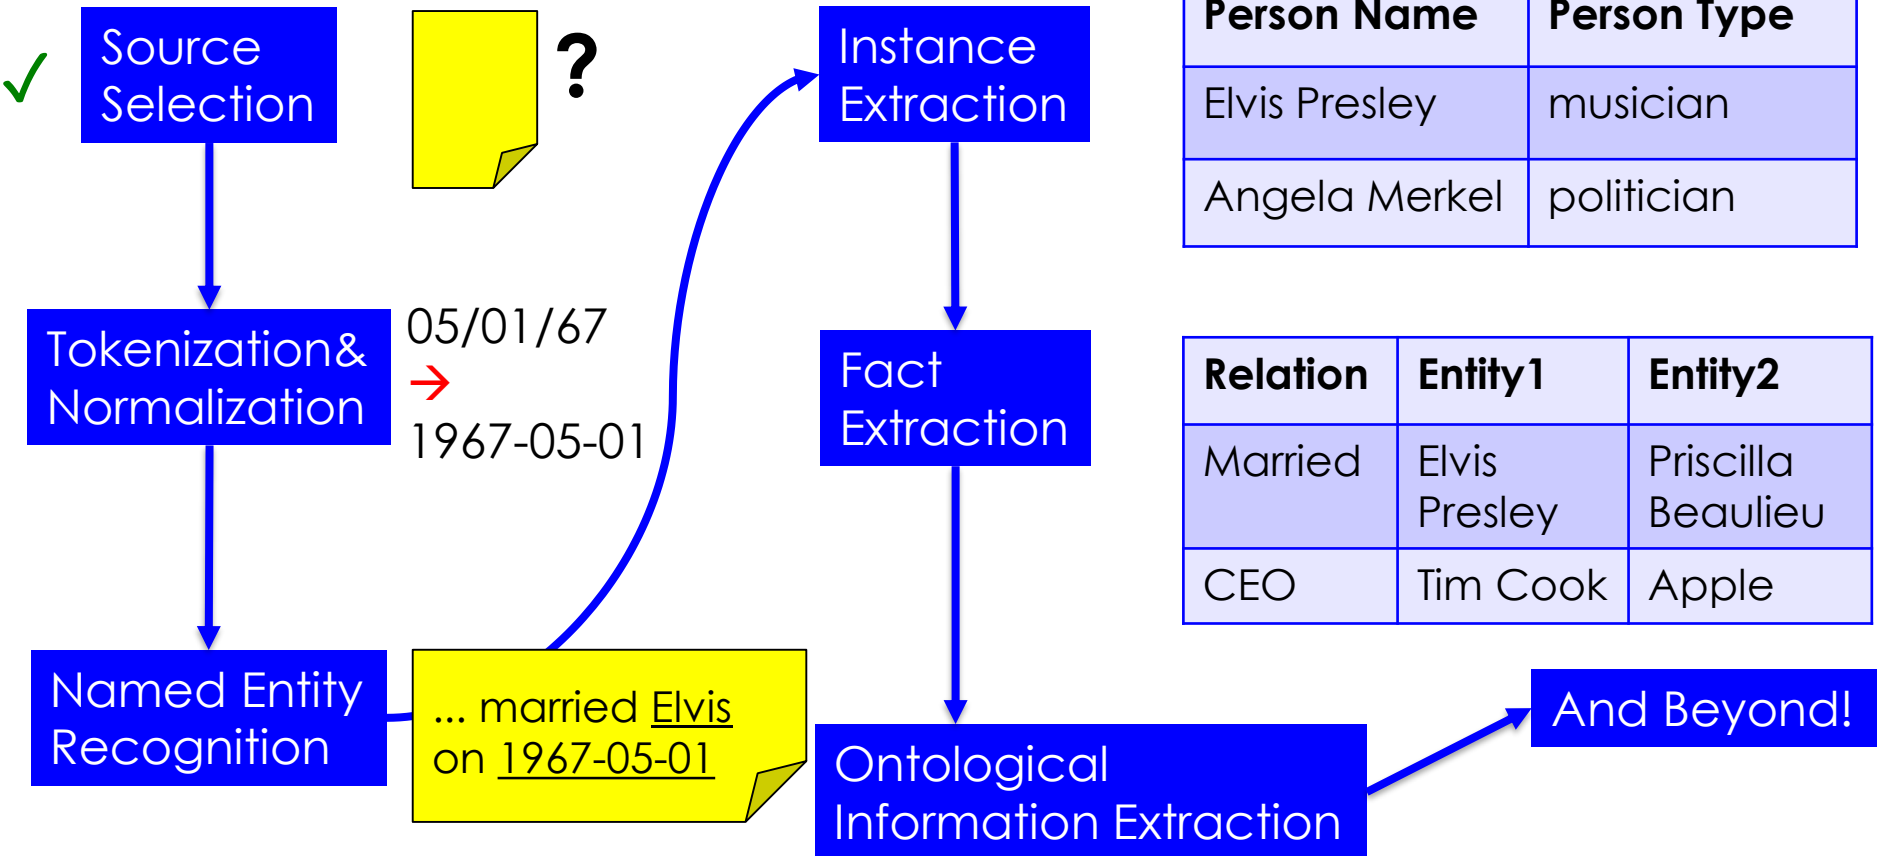 ✓
Source
Selection
?
Tokenization&
Normalization
05/01/67
→
1967-05-01
Named Entity
Recognition
... married Elvis
on 1967-05-01
Instance
Extraction
Fact
Extraction
Ontological
Information Extraction
And Beyond!
Person Name Person Type
Elvis Presley musician
Angela Merkel politician
Relation Entity1 Entity2
Married Elvis Priscilla
Presley Beaulieu
CEO Tim Cook Apple